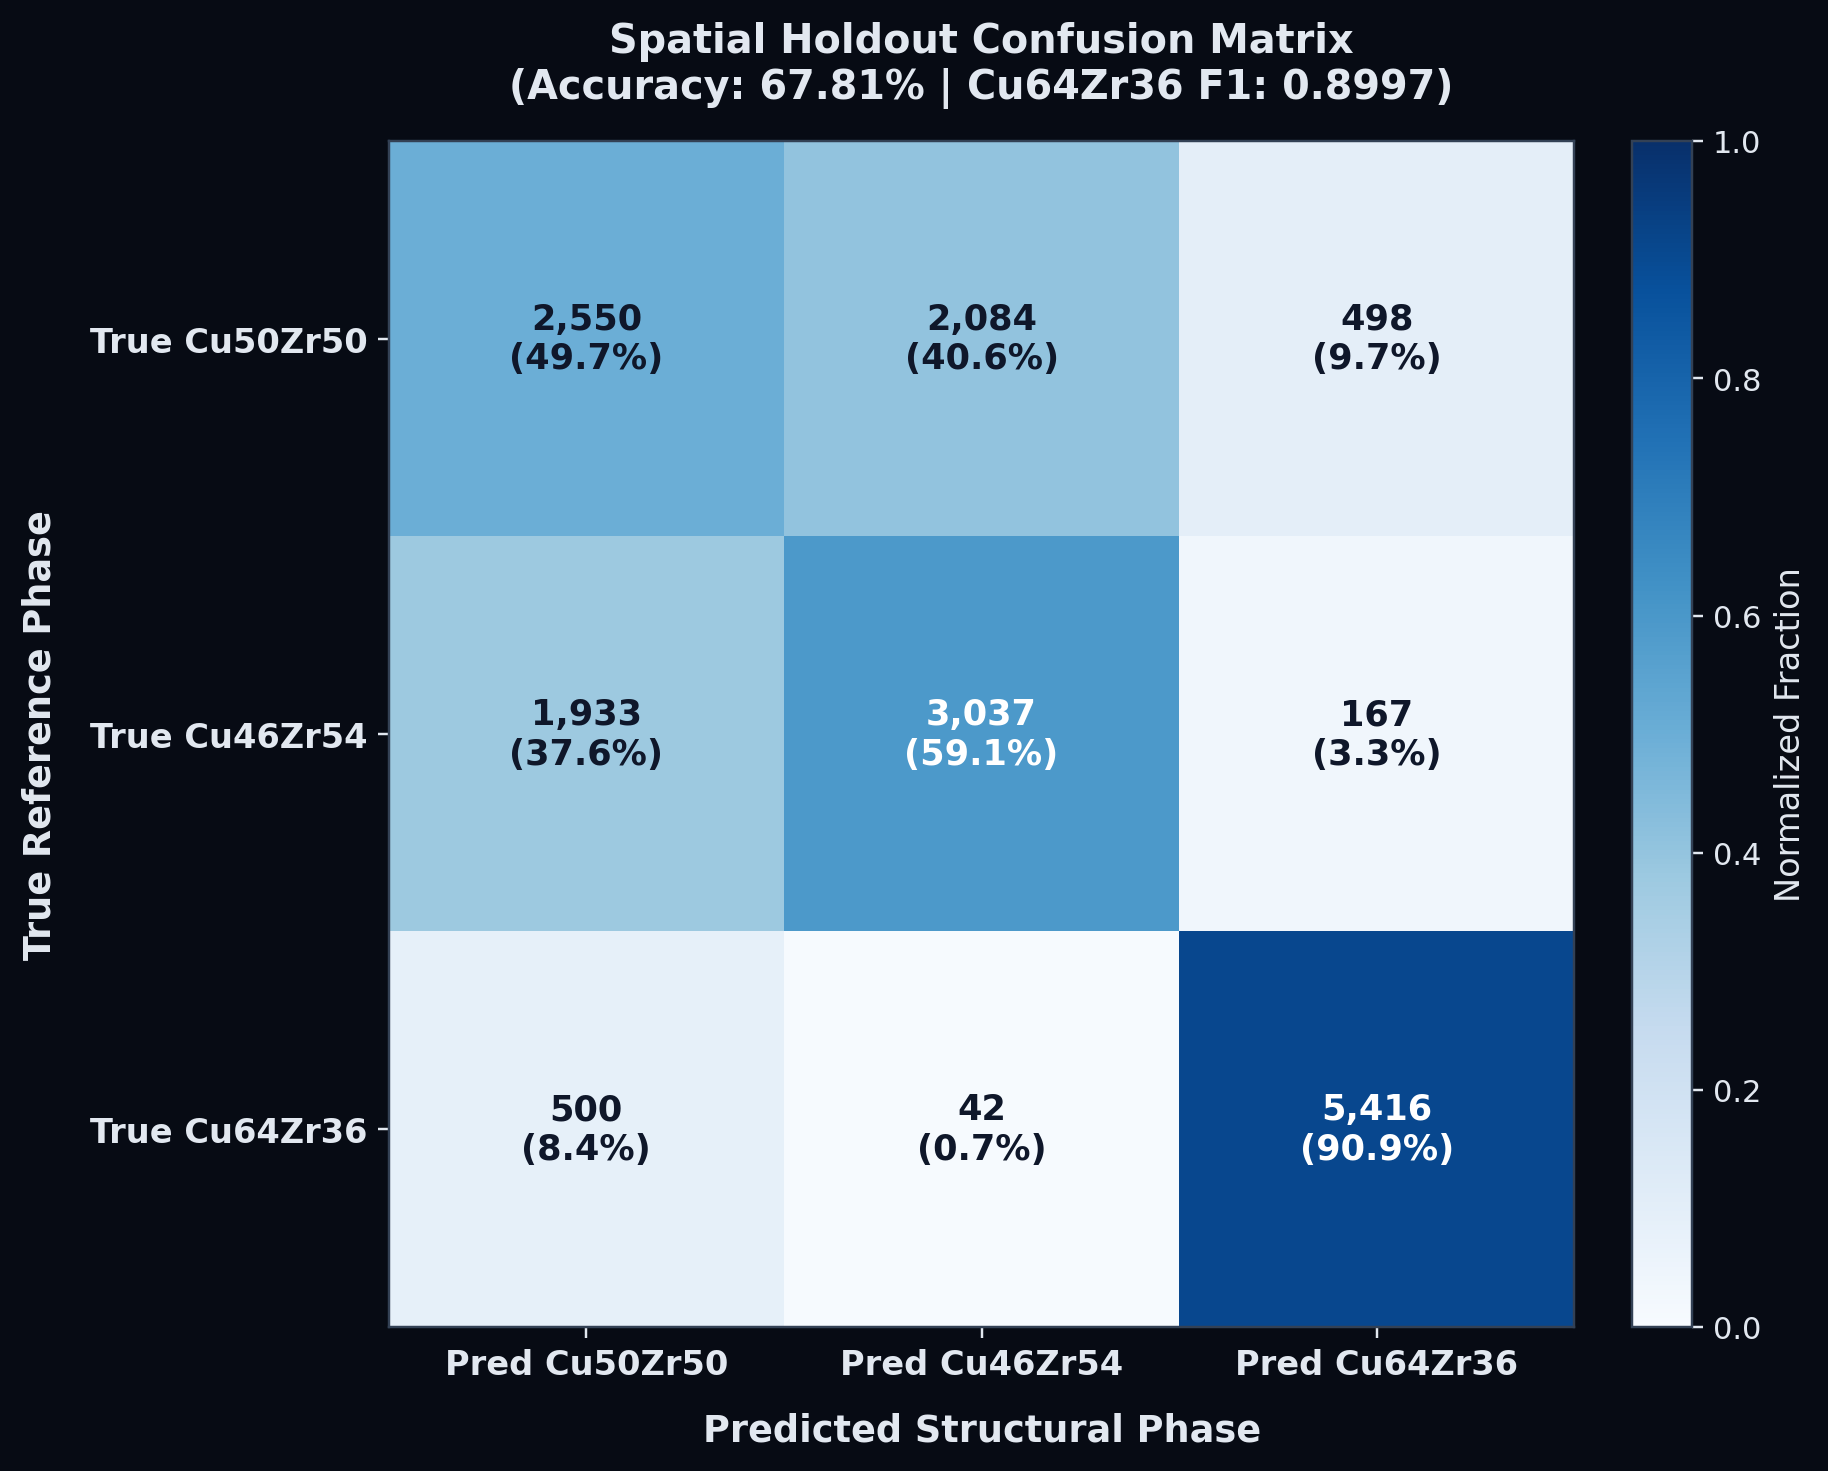 Spatial Holdout Confusion Matrix
(Accuracy: 67.81% | Cu64Zr36 F1: 0.8997)
True Reference Phase
True Cu50Zr50
2,550
(49.7%)
2,084
(40.6%)
498
(9.7%)
True Cu46Zr54
1,933
(37.6%)
3,037
(59.1%)
167
(3.3%)
True Cu64Zr36
500
(8.4%)
42
(0.7%)
5,416
(90.9%)
Pred Cu50Zr50
Pred Cu46Zr54
Pred Cu64Zr36
Predicted Structural Phase
1.0
0.8
0.6
0.4
0.2
0.0
Normalized Fraction